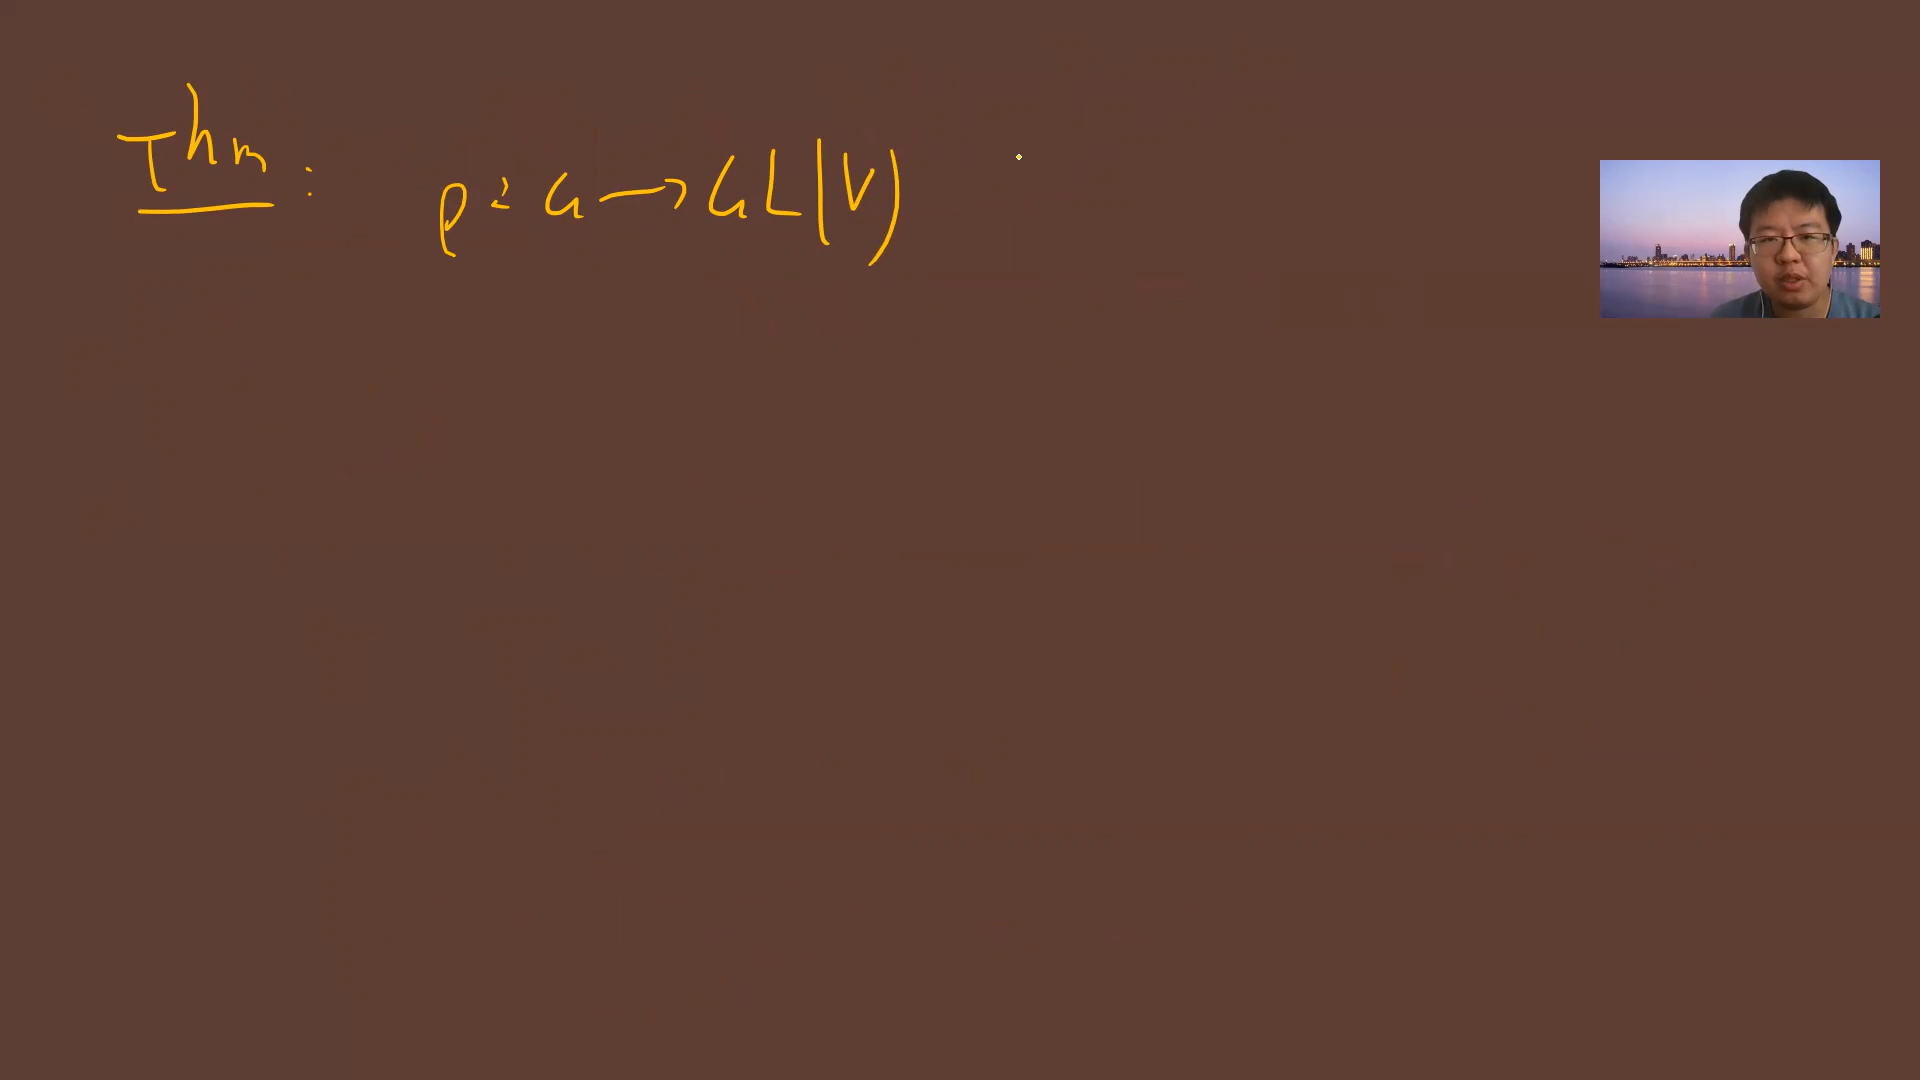 Thm: ρ: G → GL(V)